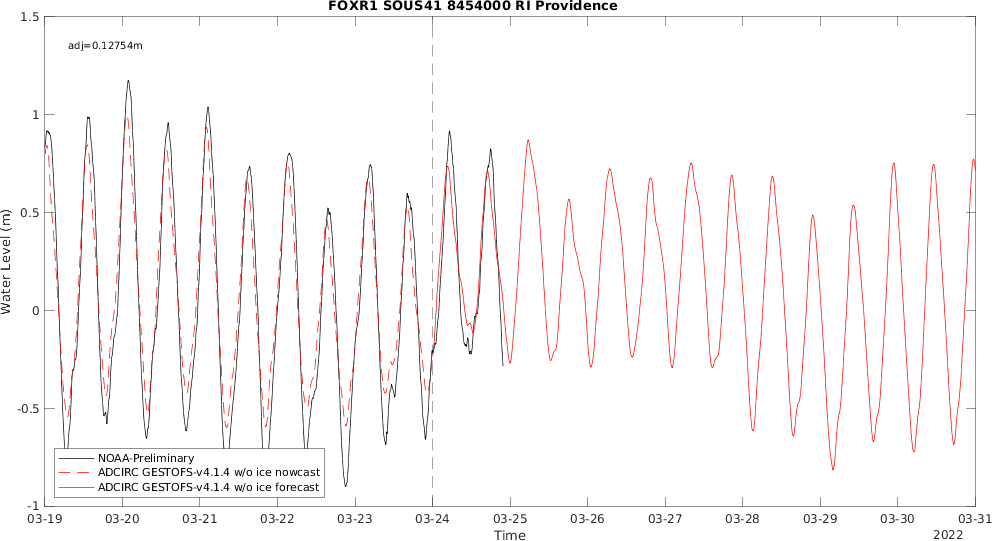 FOXR1 SOUS41 8454000 RI Providence
1.5
adj=0.12754m
1
0.5
Water Level (m)
0
-0.5
NOAA-Preliminary
ADCIRC GESTOFS-v4.1.4 w/o ice nowcast
ADCIRC GESTOFS-v4.1.4 w/o ice forecast
-1
03-19 03-20 03-21 03-22 03-23 03-24 03-25 03-26 03-27 03-28 03-29 03-30 03-31
Time
2022